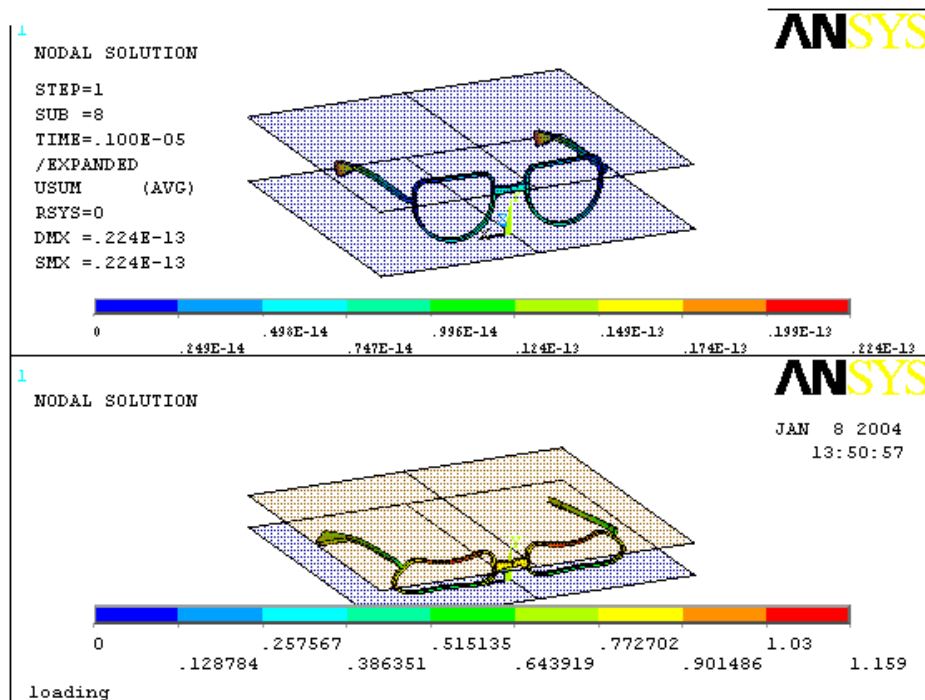 1
ANSYS
NODAL SOLUTION
STEP=1
SUB =8
TIME=.100E-05
/EXPANDED
USUM (AVG)
RSYS=0
DMX =.224E-13
SMX =.224E-13
0 .498E-14 .996E-14 .149E-13 .199E-13
.249E-14 .747E-14 .124E-13 .174E-13 .224E-13
1
ANSYS
NODAL SOLUTION
JAN 8 2004
13:50:57
0 .257567 .515135 .772702 1.03
.128784 .386351 .643919 .901486 1.159
loading